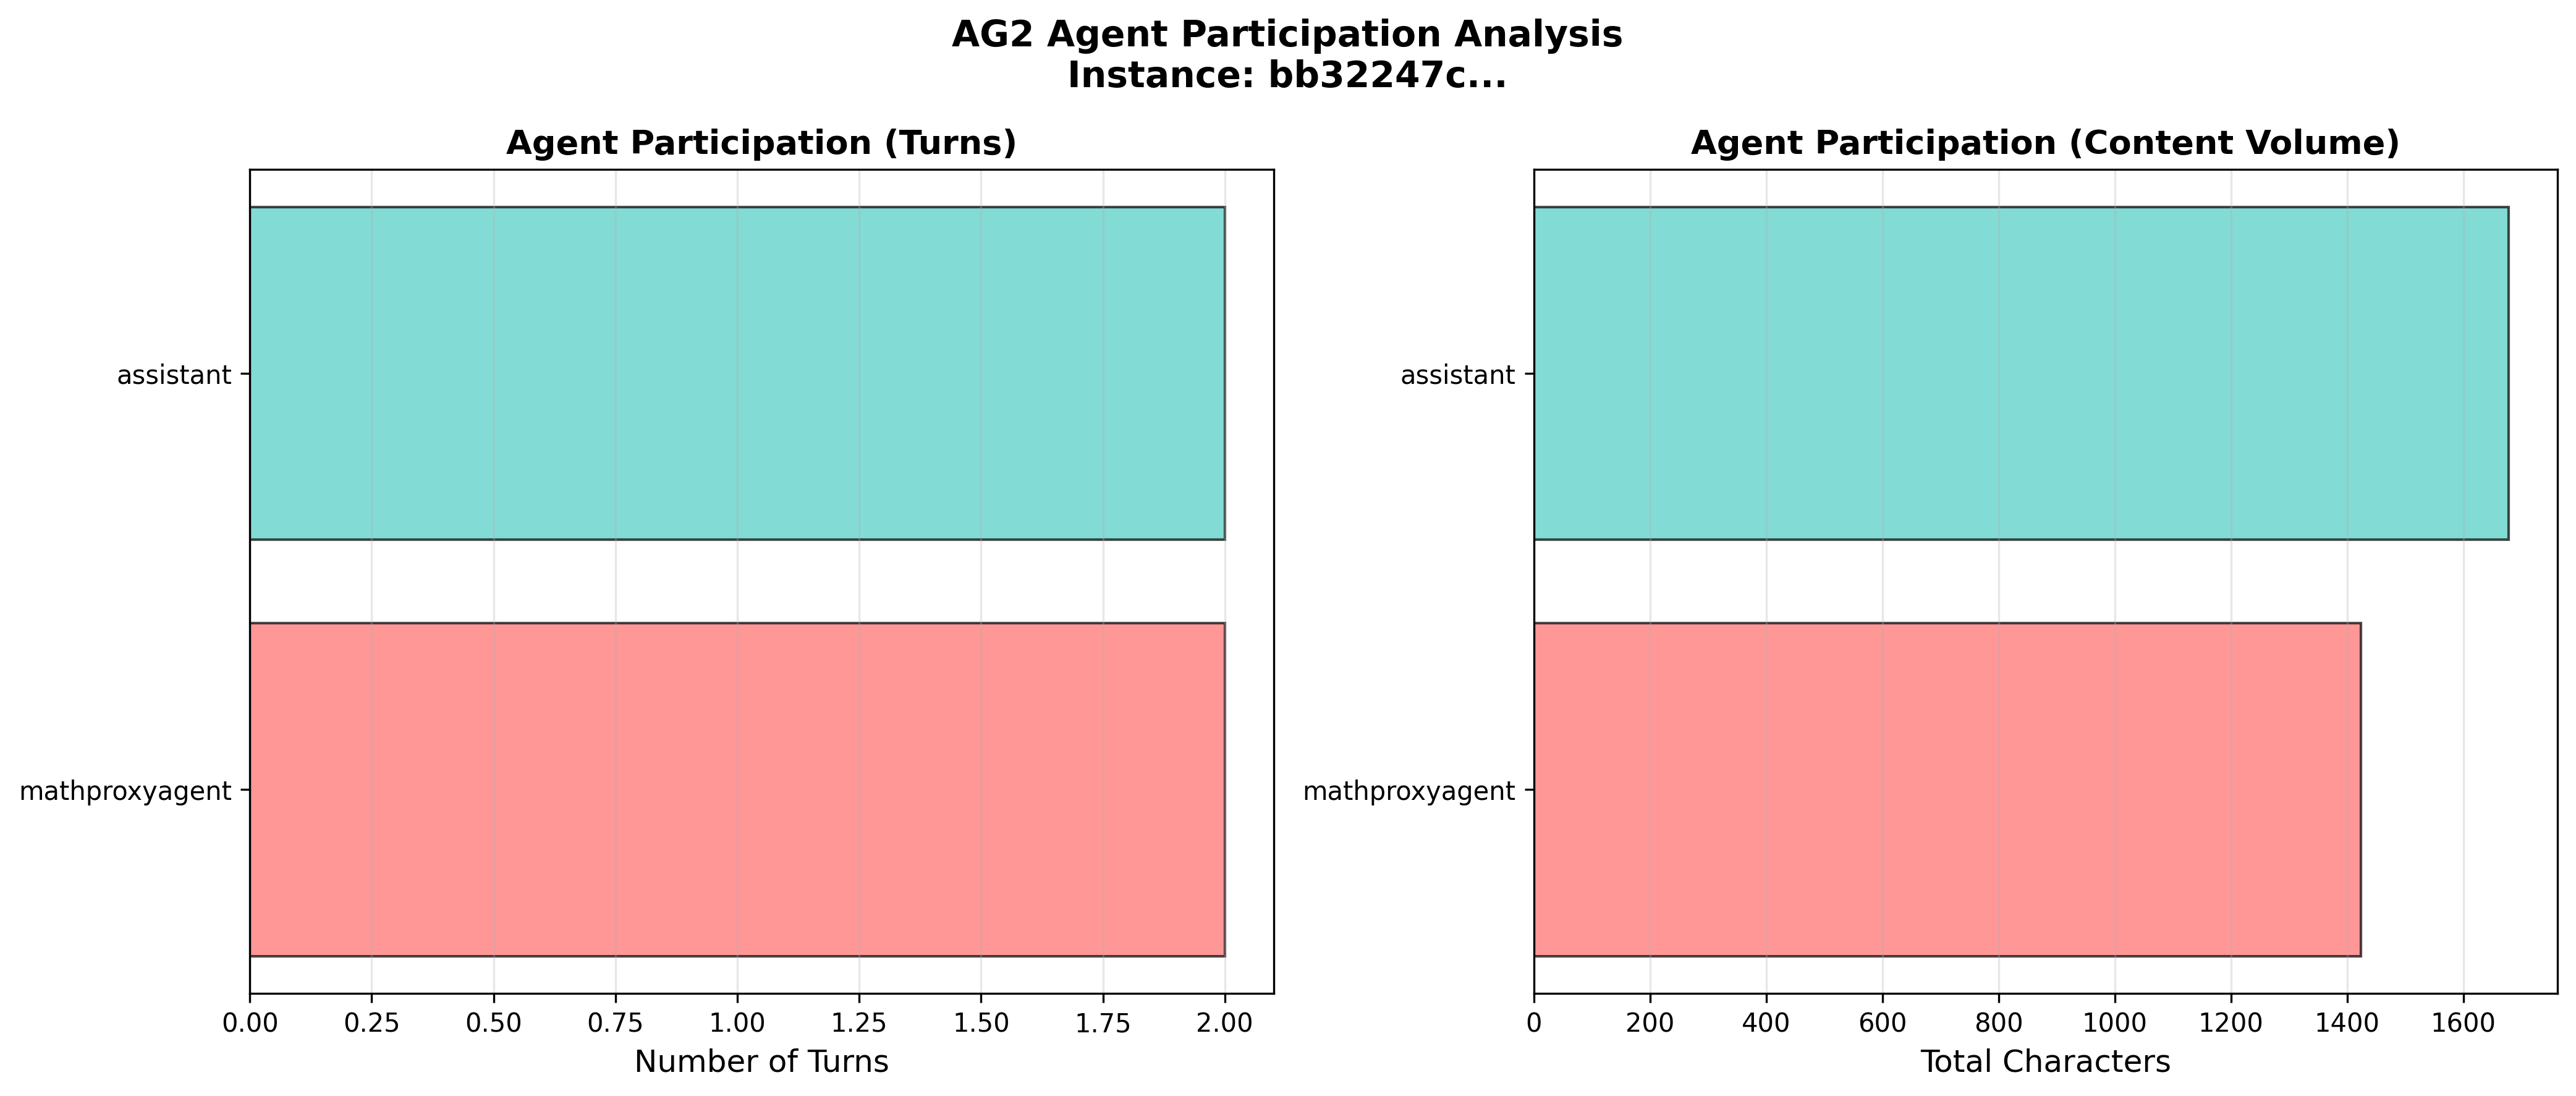 AG2 Agent Participation Analysis
Instance: bb32247c...
Agent Participation (Turns)
assistant
mathproxyagent
0.00 0.25 0.50 0.75 1.00 1.25 1.50 1.75 2.00
Number of Turns
Agent Participation (Content Volume)
assistant
mathproxyagent
0 200 400 600 800 1000 1200 1400 1600
Total Characters